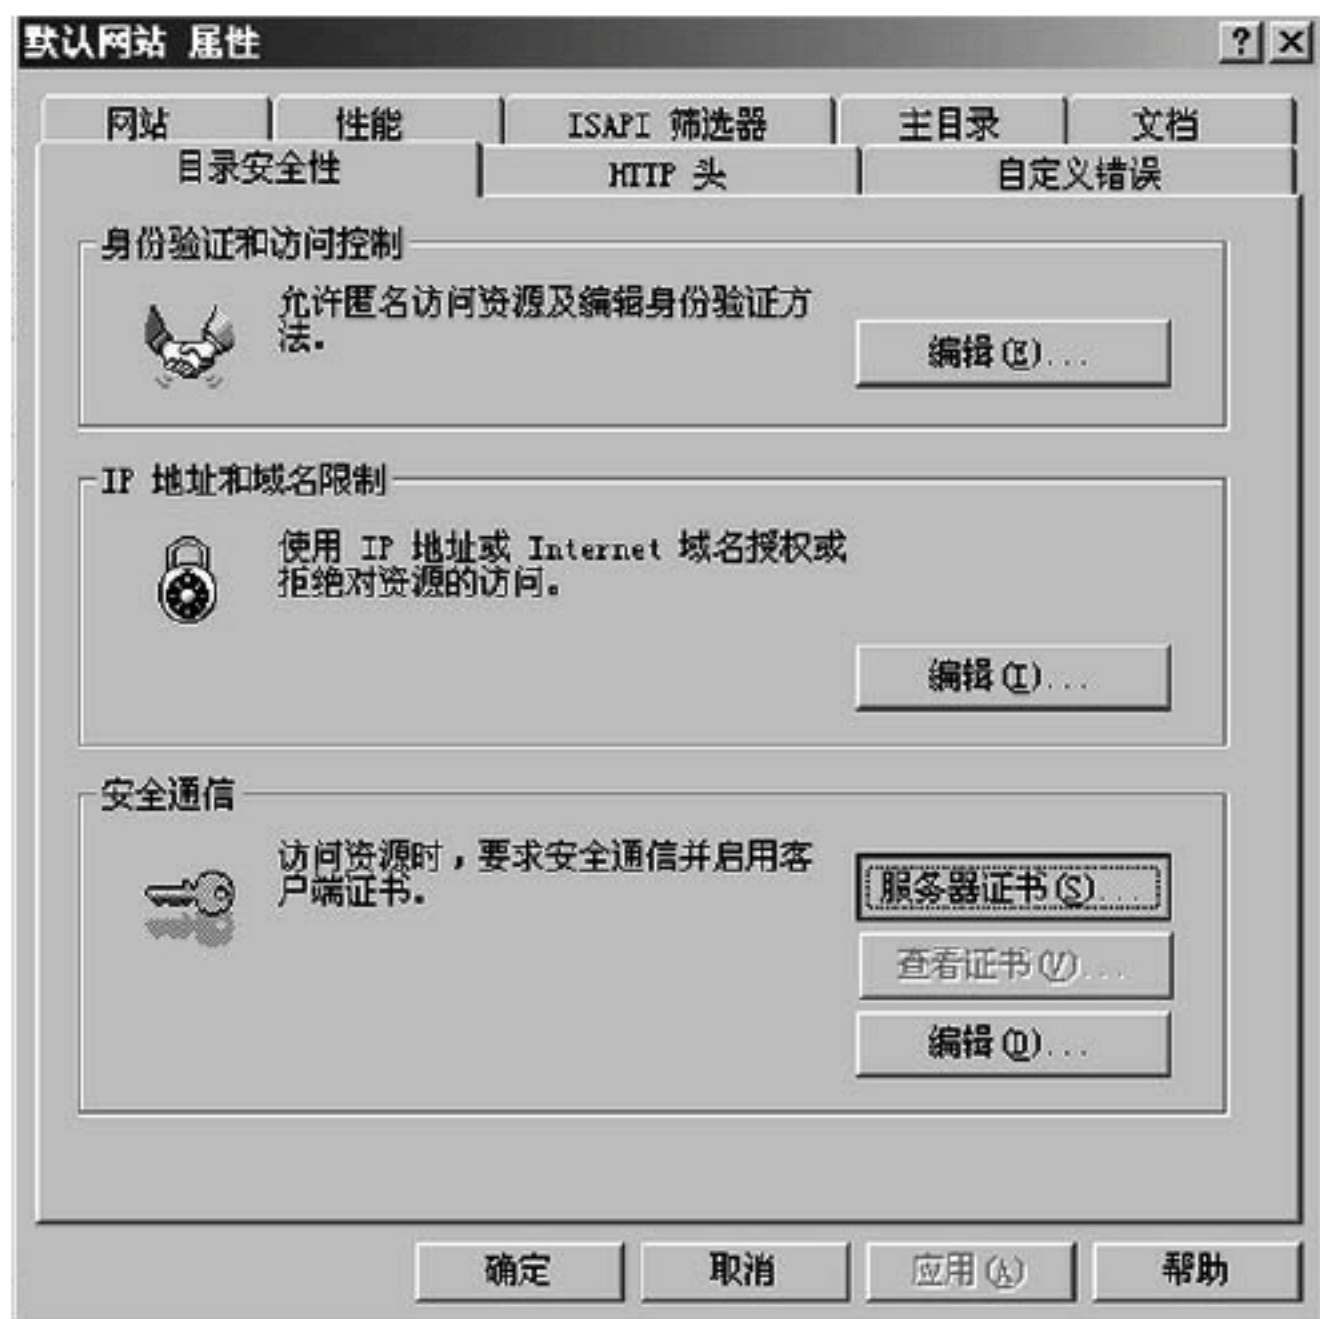 默认网站 属性
网站 性能 ISAPI 筛选器 主目录 文档
目录安全性 HTTP 头 自定义错误
身份验证和访问控制
允许匿名访问资源及编辑身份验证方
法。
编辑(E)...
IP 地址和域名限制
使用 IP 地址或 Internet 域名授权或
拒绝对资源的访问。
编辑(I)...
安全通信
访问资源时，要求安全通信并启用客
户端证书。
服务器证书(S)...
查看证书(V)...
编辑(D)...
确定 取消 应用(A) 帮助